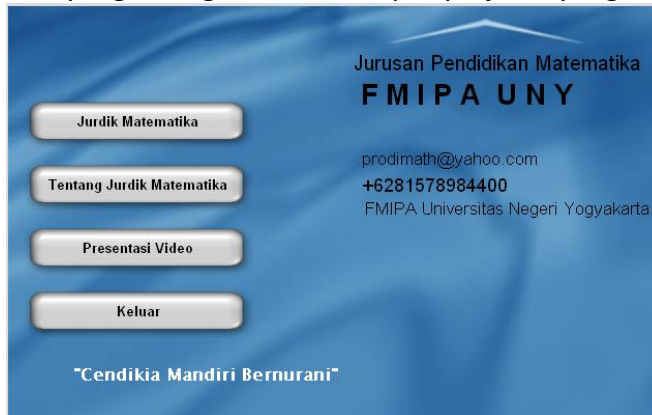 Jurusan Pendidikan Matematika
FMIPA UNY
Jurdik Matematika
prodimath@yahoo.com
Tentang Jurdik Matematika
+6281578984400
FMIPA Universitas Negeri Yogyakarta
Presentasi Video
Keluar
"Cendikia Mandiri Bernurani"